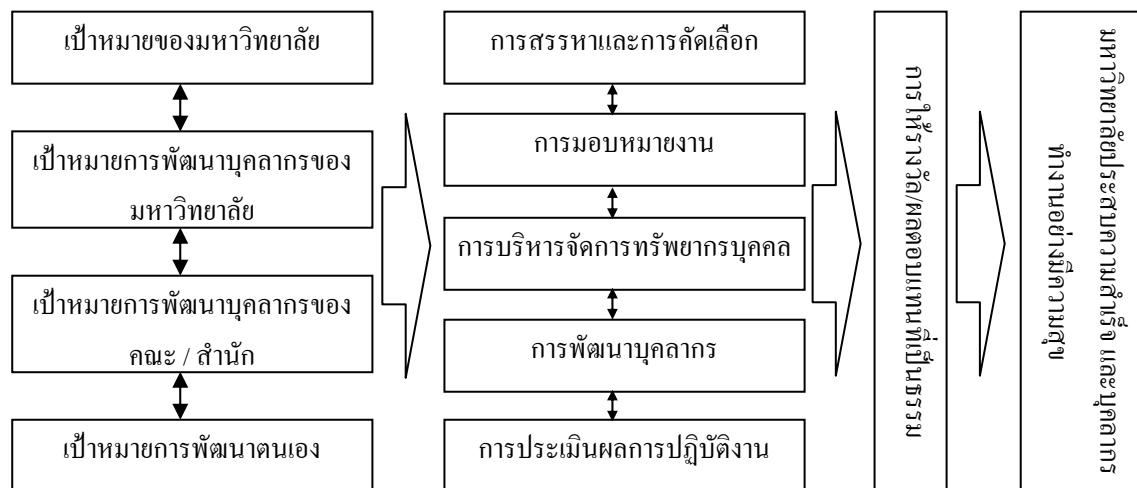 เป้าหมายของมหาวิทยาลัย
เป้าหมายการพัฒนาบุคลากรของ
มหาวิทยาลัย
เป้าหมายการพัฒนาบุคลากรของ
คณะ / สำนัก
เป้าหมายการพัฒนาตนเอง
การสรรหาและการคัดเลือก
การมอบหมายงาน
การบริหารจัดการทรัพยากรบุคคล
การพัฒนาบุคลากร
การประเมินผลการปฏิบัติงาน
การให้รางวัล/ผลตอบแทนที่เป็นธรรม
มหาวิทยาลัยประสบความสำเร็จ และบุคลากร
ทำงานอย่างมีความสุข